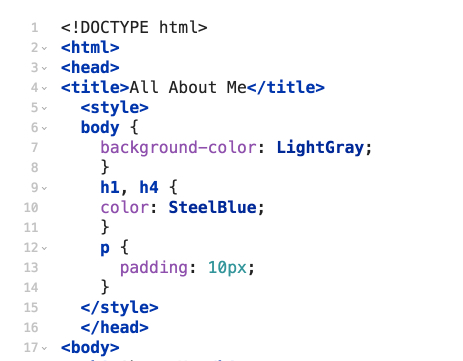 1 <!DOCTYPE html>
2 <html>
3 <head>
4 <title>All About Me</title>
5 <style>
6 body {
7 background-color: LightGray;
8 }
9 h1, h4 {
10 color: SteelBlue;
11 }
12 p {
13 padding: 10px;
14 }
15 </style>
16 </head>
17 <body>